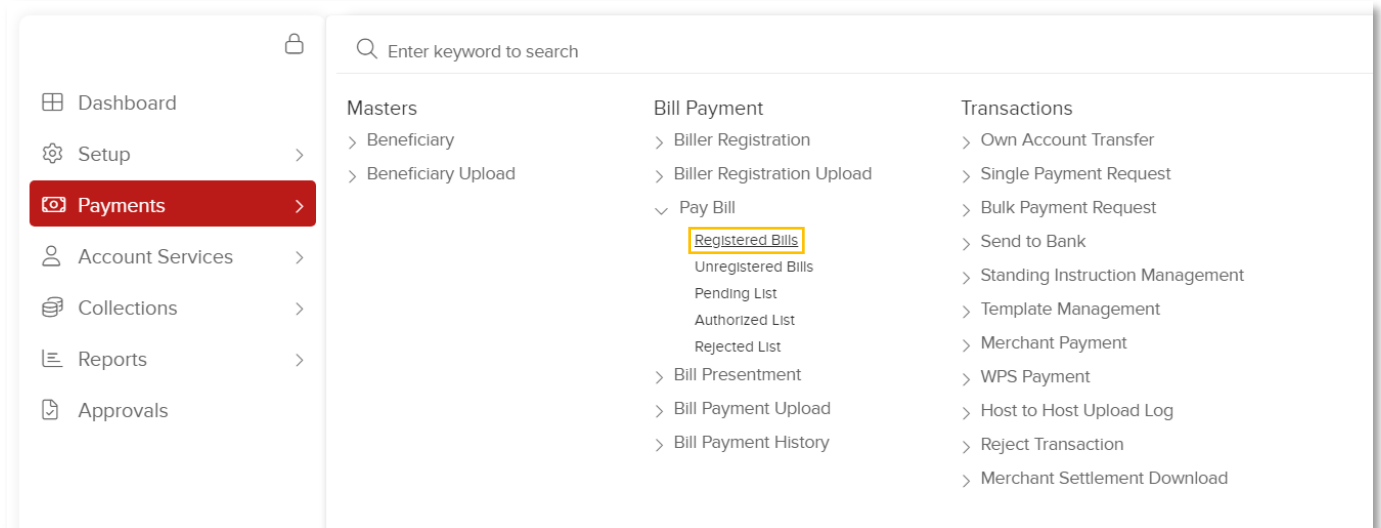 Enter keyword to search
Dashboard
Setup
Payments
Account Services
Collections
Reports
Approvals
Masters
Beneficiary
Beneficiary Upload
Bill Payment
Biller Registration
Biller Registration Upload
Pay Bill
Registered Bills
Unregistered Bills
Pending List
Authorized List
Rejected List
Bill Presentment
Bill Payment Upload
Bill Payment History
Transactions
Own Account Transfer
Single Payment Request
Bulk Payment Request
Send to Bank
Standing Instruction Management
Template Management
Merchant Payment
WPS Payment
Host to Host Upload Log
Reject Transaction
Merchant Settlement Download